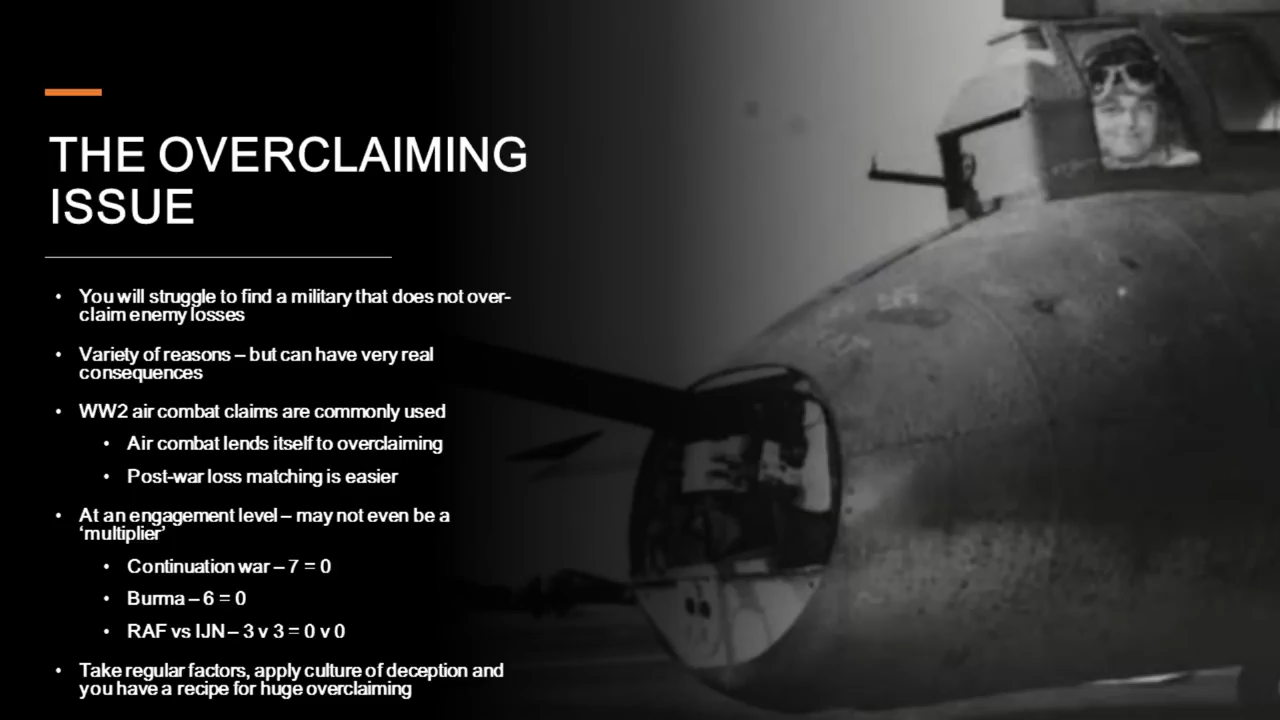 THE OVERCLAIMING
ISSUE
• You will struggle to find a military that does not over-
claim enemy losses
• Variety of reasons – but can have very real
consequences
• WW2 air combat claims are commonly used
• Air combat lends itself to overclaiming
• Post-war loss matching is easier
• At an engagement level – may not even be a
‘multiplier’
• Continuation war – 7 = 0
• Burma – 6 = 0
• RAF vs IJN – 3 v 3 = 0 v 0
• Take regular factors, apply culture of deception and
you have a recipe for huge overclaiming